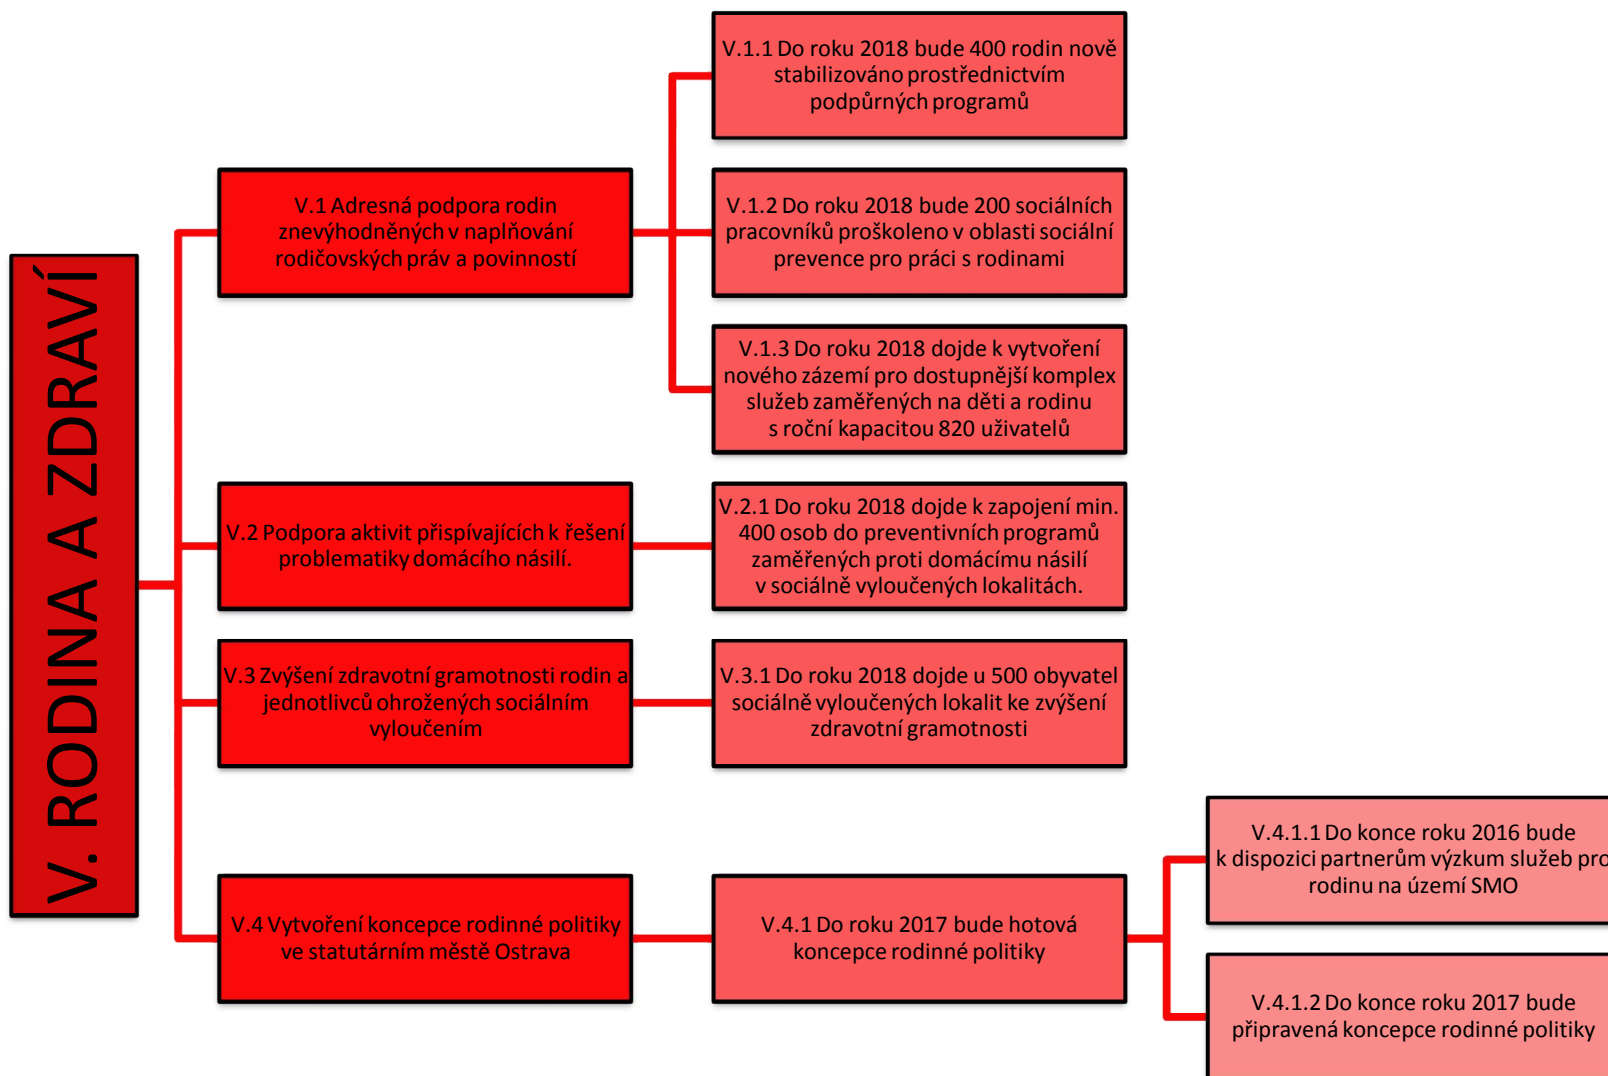 V. RODINA A ZDRAVÍ
V.1 Adresná podpora rodin
znevýhodněných v naplňování
rodičovských práv a povinností
V.1.1 Do roku 2018 bude 400 rodin nově
stabilizováno prostřednictvím
podpůrných programů
V.1.2 Do roku 2018 bude 200 sociálních
pracovníků proškoleno v oblasti sociální
prevence pro práci s rodinami
V.1.3 Do roku 2018 dojde k vytvoření
nového zázemí pro dostupnější komplex
služeb zaměřených na děti a rodinu
s roční kapacitou 820 uživatelů
V.2 Podpora aktivit přispívajících k řešení
problematiky domácího násilí.
V.2.1 Do roku 2018 dojde k zapojení min.
400 osob do preventivních programů
zaměřených proti domácímu násilí
v sociálně vyloučených lokalitách.
V.3 Zvýšení zdravotní gramotnosti rodin a
jednotlivců ohrožených sociálním
vyloučením
V.3.1 Do roku 2018 dojde u 500 obyvatel
sociálně vyloučených lokalit ke zvýšení
zdravotní gramotnosti
V.4 Vytvoření koncepce rodinné politiky
ve statutárním městě Ostrava
V.4.1 Do roku 2017 bude hotová
koncepce rodinné politiky
V.4.1.1 Do konce roku 2016 bude
k dispozici partnerům výzkum služeb pro
rodinu na území SMO
V.4.1.2 Do konce roku 2017 bude
připravená koncepce rodinné politiky